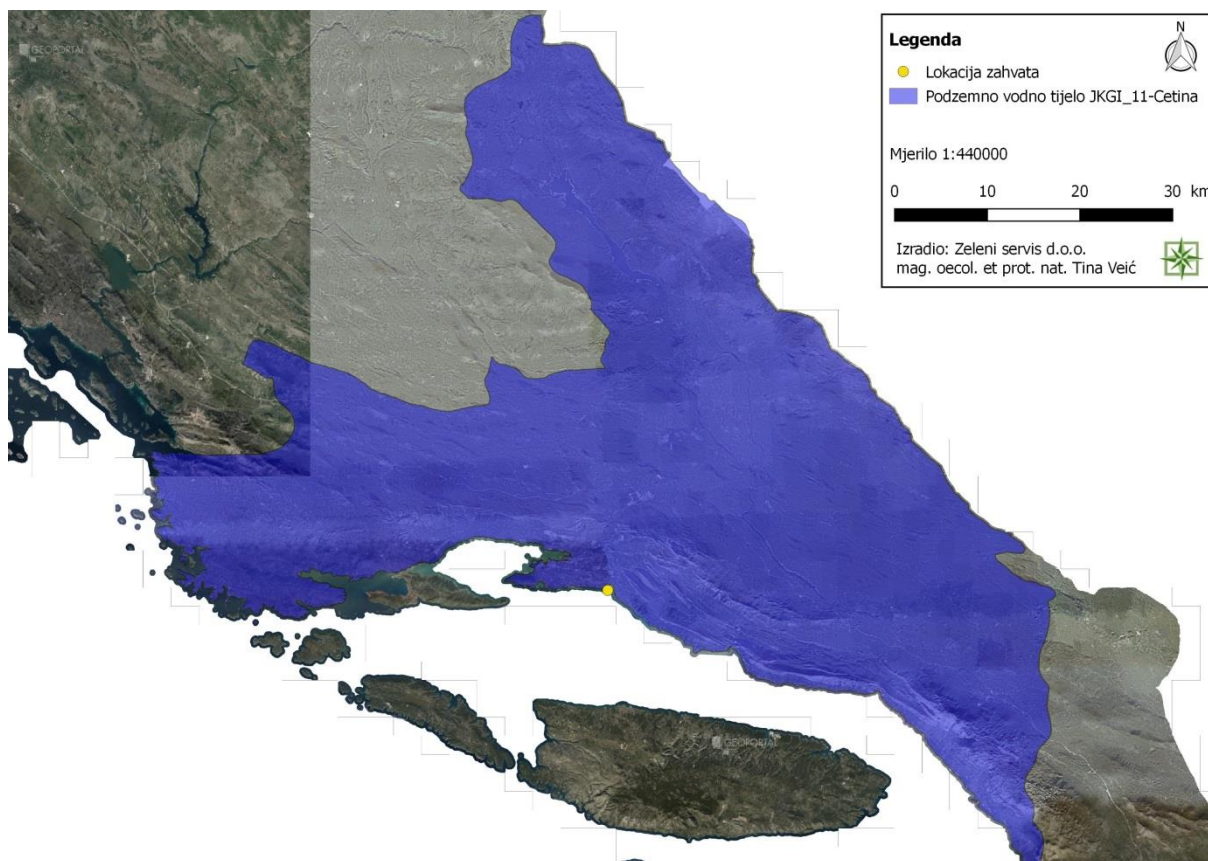 GEOPORTAL
Legenda
N
Lokacija zahvata
Podzemno vodno tijelo JKGI_11-Cetina
Mjerilo 1:440000
0 10 20 30 km
Izradio: Zeleni servis d.o.o.
mag. oecol. et prot. nat. Tina Veić
GEOPORTAL